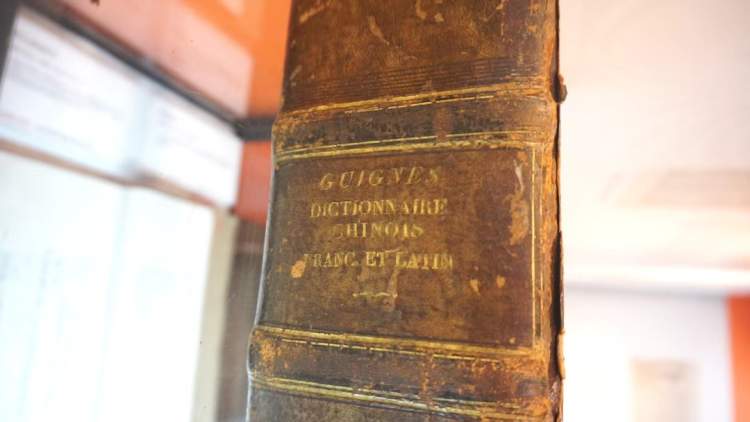 GUIGNES
DICTIONNAIRE
CHINOIS
FRANC. ET LATIN